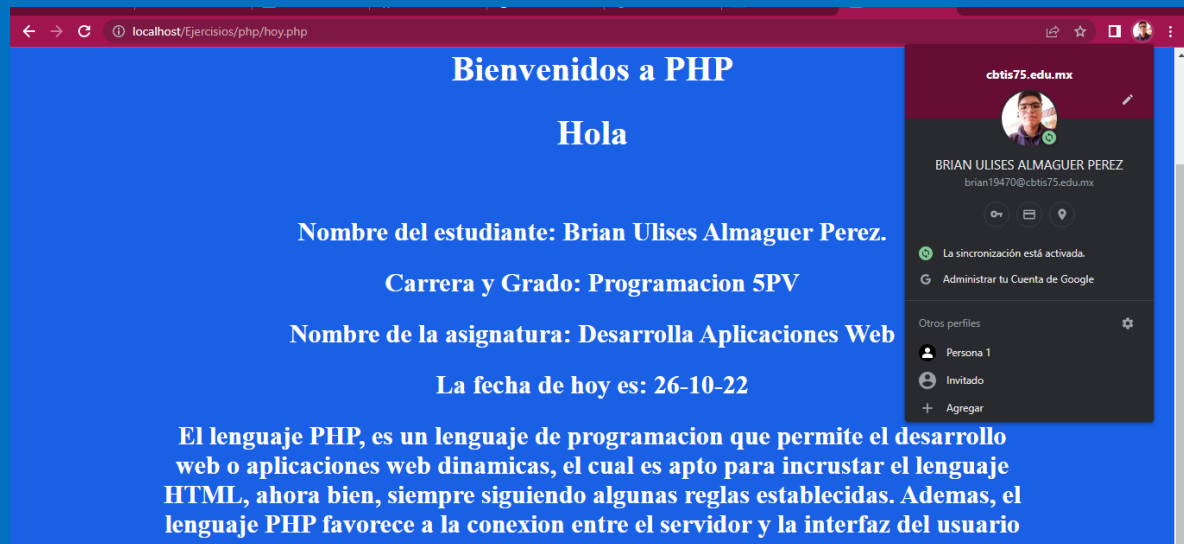 localhost/Ejercisios/php/hoy.php
Bienvenidos a PHP
Hola
Nombre del estudiante: Brian Ulises Almaguer Perez.
Carrera y Grado: Programacion 5PV
Nombre de la asignatura: Desarrolla Aplicaciones Web
La fecha de hoy es: 26-10-22
El lenguaje PHP, es un lenguaje de programacion que permite el desarrollo
web o aplicaciones web dinamicas, el cual es apto para incrustar el lenguaje
HTML, ahora bien, siempre siguiendo algunas reglas establecidas. Ademas, el
lenguaje PHP favorece a la conexion entre el servidor y la interfaz del usuario
cbtis75.edu.mx
BRIAN ULISES ALMAGUER PEREZ
brian19470@cbtis75.edu.mx
La sincronización está activada.
G Administrar tu Cuenta de Google
Otros perfiles
Persona 1
Invitado
+ Agregar